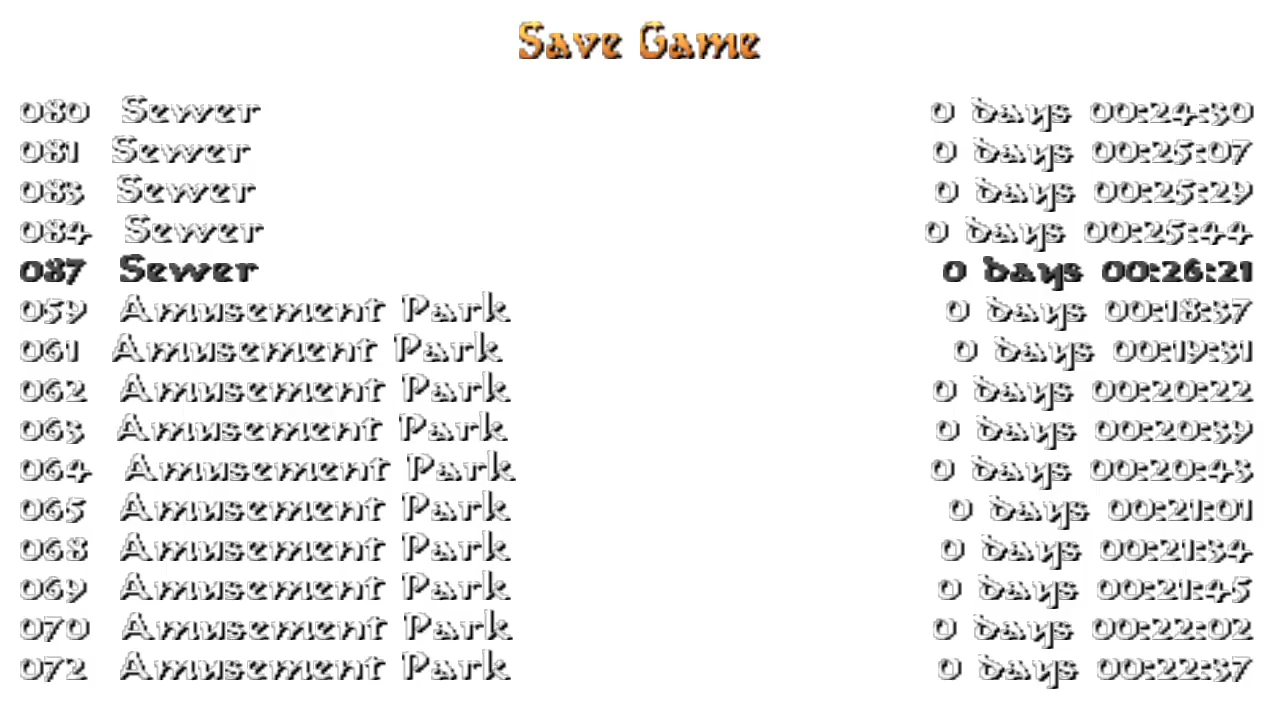 Save Game
080 Sewer 0 days 00:24:30
081 Sewer 0 days 00:25:07
083 Sewer 0 days 00:25:29
084 Sewer 0 days 00:25:44
087 Sewer 0 days 00:26:21
059 Amusement Park 0 days 00:18:37
061 Amusement Park 0 days 00:19:31
062 Amusement Park 0 days 00:20:22
063 Amusement Park 0 days 00:20:39
064 Amusement Park 0 days 00:20:43
065 Amusement Park 0 days 00:21:01
068 Amusement Park 0 days 00:21:34
069 Amusement Park 0 days 00:21:45
070 Amusement Park 0 days 00:22:02
072 Amusement Park 0 days 00:22:37